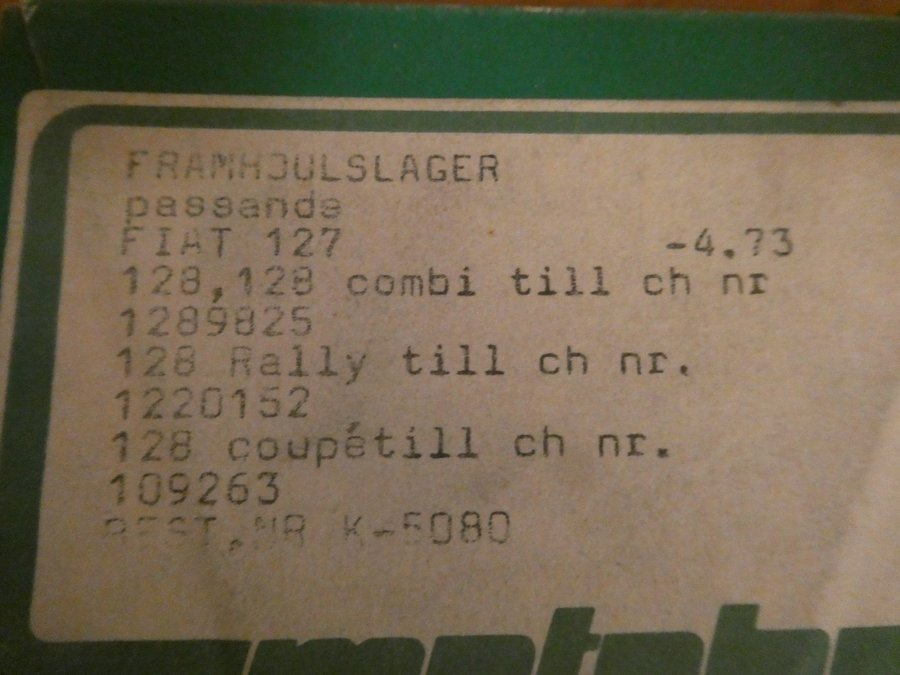 FRAMHJULSLAGER
passande
FIAT 127 -4.73
128,128 combi till ch nr
1289825
128 Rally till ch nr.
1220152
128 coupétill ch nr.
109263
BEST.NR K-5080